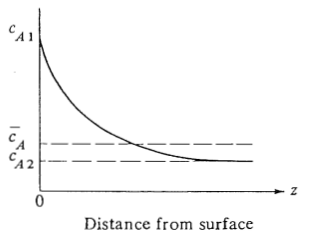 c_{A1}
\bar{c}_A
c_{A2}
0
z
Distance from surface